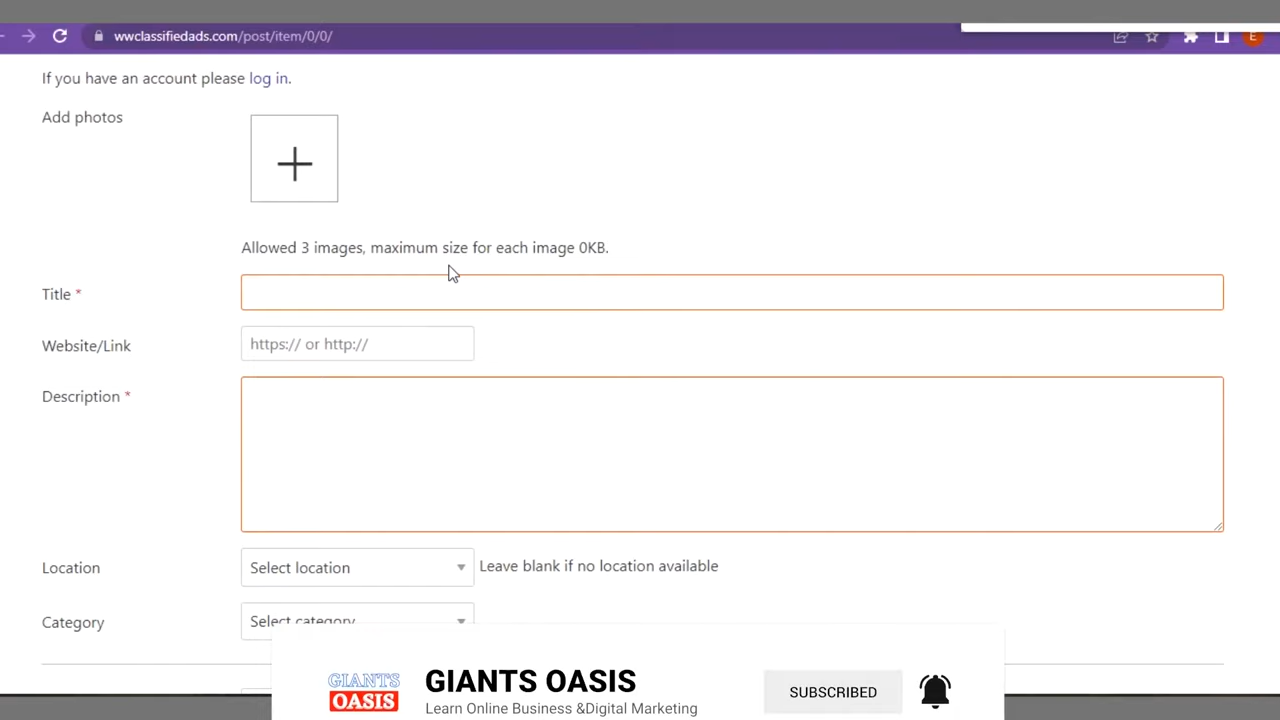 wwclassifiedads.com/post/item/0/0/
E
If you have an account please log in.
Add photos
Allowed 3 images, maximum size for each image 0KB.
Title *
Website/Link
https:// or http://
Description *
Location
Select location
Leave blank if no location available
Category
Select category
GIANTS OASIS
GIANTS OASIS
Learn Online Business &Digital Marketing
SUBSCRIBED